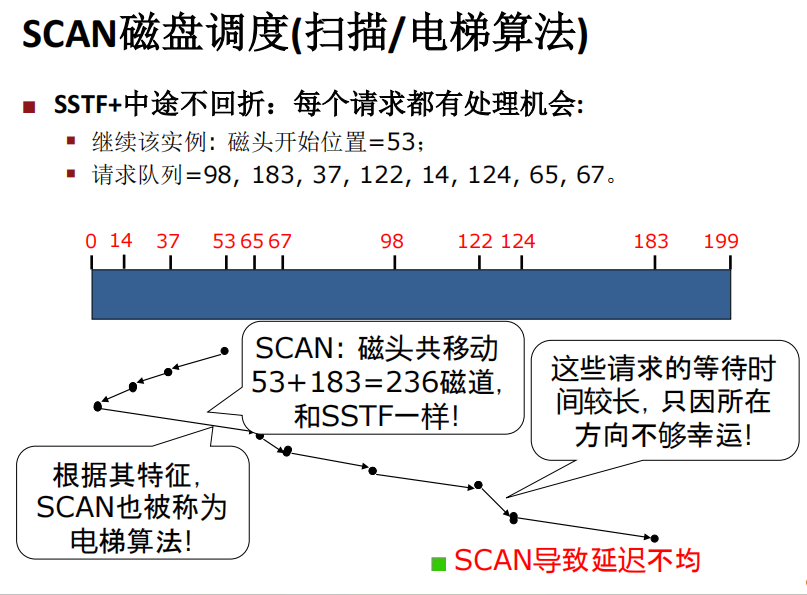 SCAN磁盘调度(扫描/电梯算法)
SSTF+中途不回折：每个请求都有处理机会:
继续该实例: 磁头开始位置=53；
请求队列=98, 183, 37, 122, 14, 124, 65, 67。
0 14 37 53 65 67 98 122 124 183 199
SCAN: 磁头共移动
53+183=236磁道,
和SSTF一样!
这些请求的等待时
间较长, 只因所在
方向不够幸运!
根据其特征,
SCAN也被称为
电梯算法!
SCAN导致延迟不均